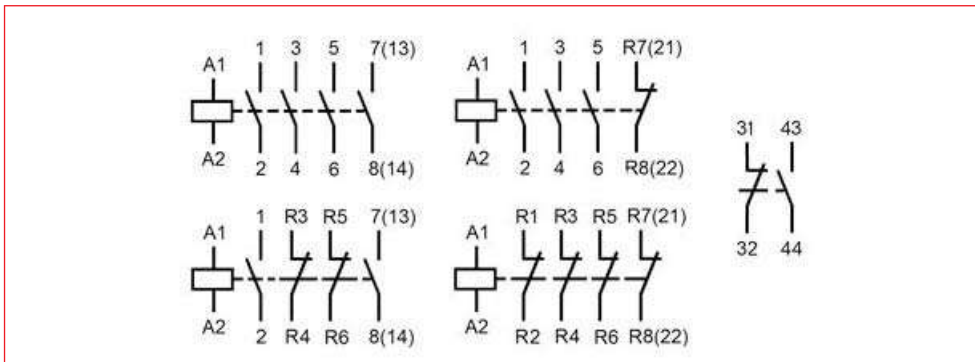 1 3 5 7(13)
A1
A2
2 4 6 8(14)
1 3 5 R7(21)
A1
A2
2 4 6 R8(22)
31 43
32 44
1 R3 R5 7(13)
A1
A2
2 R4 R6 8(14)
R1 R3 R5 R7(21)
A1
A2
R2 R4 R6 R8(22)